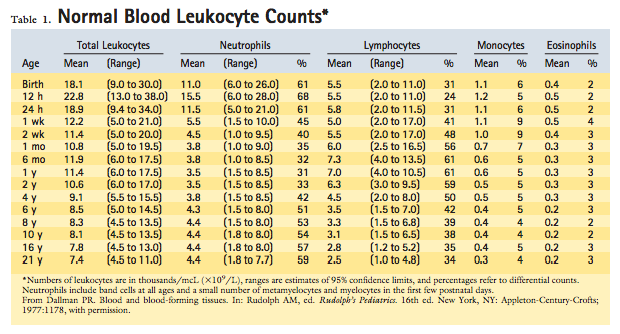 Table 1. Normal Blood Leukocyte Counts*
Total Leukocytes Neutrophils Lymphocytes Monocytes Eosinophils
Age Mean (Range) Mean (Range) % Mean (Range) % Mean % Mean %
Birth 18.1 (9.0 to 30.0) 11.0 (6.0 to 26.0) 61 5.5 (2.0 to 11.0) 31 1.1 6 0.4 2
12 h 22.8 (13.0 to 38.0) 15.5 (6.0 to 28.0) 68 5.5 (2.0 to 11.0) 24 1.2 5 0.5 2
24 h 18.9 (9.4 to 34.0) 11.5 (5.0 to 21.0) 61 5.8 (2.0 to 11.5) 31 1.1 6 0.5 2
1 wk 12.2 (5.0 to 21.0) 5.5 (1.5 to 10.0) 45 5.0 (2.0 to 17.0) 41 1.1 9 0.5 4
2 wk 11.4 (5.0 to 20.0) 4.5 (1.0 to 9.5) 40 5.5 (2.0 to 17.0) 48 1.0 9 0.4 3
1 mo 10.8 (5.0 to 19.5) 3.8 (1.0 to 9.0) 35 6.0 (2.5 to 16.5) 56 0.7 7 0.3 3
6 mo 11.9 (6.0 to 17.5) 3.8 (1.0 to 8.5) 32 7.3 (4.0 to 13.5) 61 0.6 5 0.3 3
1 y 11.4 (6.0 to 17.5) 3.5 (1.5 to 8.5) 31 7.0 (4.0 to 10.5) 61 0.6 5 0.3 3
2 y 10.6 (6.0 to 17.0) 3.5 (1.5 to 8.5) 33 6.3 (3.0 to 9.5) 59 0.5 5 0.3 3
4 y 9.1 (5.5 to 15.5) 3.8 (1.5 to 8.5) 42 4.5 (2.0 to 8.0) 50 0.5 5 0.3 3
6 y 8.5 (5.0 to 14.5) 4.3 (1.5 to 8.0) 51 3.5 (1.5 to 7.0) 42 0.4 5 0.2 3
8 y 8.3 (4.5 to 13.5) 4.4 (1.5 to 8.0) 53 3.3 (1.5 to 6.8) 39 0.4 4 0.2 2
10 y 8.1 (4.5 to 13.5) 4.4 (1.8 to 8.0) 54 3.1 (1.5 to 6.5) 38 0.4 4 0.2 2
16 y 7.8 (4.5 to 13.0) 4.4 (1.8 to 8.0) 57 2.8 (1.2 to 5.2) 35 0.4 5 0.2 3
21 y 7.4 (4.5 to 11.0) 4.4 (1.8 to 7.7) 59 2.5 (1.0 to 4.8) 34 0.3 4 0.2 3
*Numbers of leukocytes are in thousands/mcL (×10⁹/L), ranges are estimates of 95% confidence limits, and percentages refer to differential counts.
Neutrophils include band cells at all ages and a small number of metamyelocytes and myelocytes in the first few postnatal days.
From Dallman PR. Blood and blood-forming tissues. In: Rudolph AM, ed. Rudolph's Pediatrics. 16th ed. New York, NY: Appleton-Century-Crofts;
1977:1178, with permission.